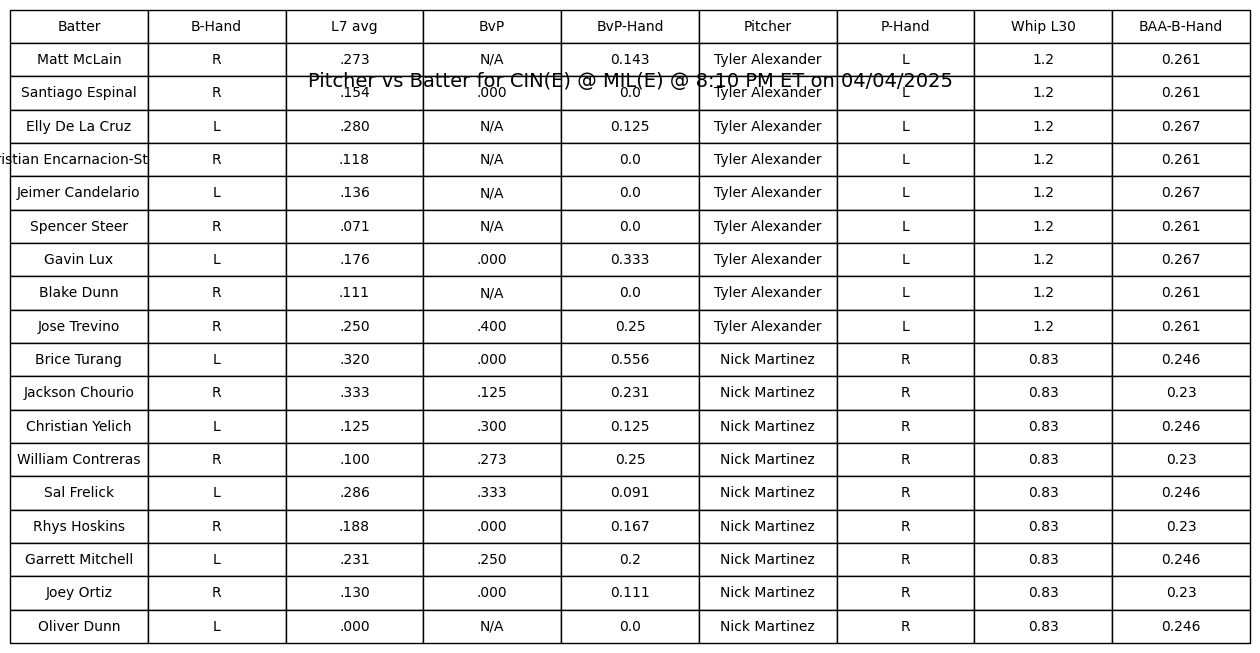 Batter B-Hand L7 avg BvP BvP-Hand Pitcher P-Hand Whip L30 BAA-B-Hand
Matt McLain R .273 N/A 0.143 Tyler Alexander L 1.2 0.261
Pitcher vs Batter for CIN(E) @ MIL(E) @ 8:10 PM ET on 04/04/2025
Santiago Espinal R .154 .000 0.0 Tyler Alexander L 1.2 0.261
Elly De La Cruz L .280 N/A 0.125 Tyler Alexander L 1.2 0.267
ristian Encarnacion-St R .118 N/A 0.0 Tyler Alexander L 1.2 0.261
Jeimer Candelario L .136 N/A 0.0 Tyler Alexander L 1.2 0.267
Spencer Steer R .071 N/A 0.0 Tyler Alexander L 1.2 0.261
Gavin Lux L .176 .000 0.333 Tyler Alexander L 1.2 0.267
Blake Dunn R .111 N/A 0.0 Tyler Alexander L 1.2 0.261
Jose Trevino R .250 .400 0.25 Tyler Alexander L 1.2 0.261
Brice Turang L .320 .000 0.556 Nick Martinez R 0.83 0.246
Jackson Chourio R .333 .125 0.231 Nick Martinez R 0.83 0.23
Christian Yelich L .125 .300 0.125 Nick Martinez R 0.83 0.246
William Contreras R .100 .273 0.25 Nick Martinez R 0.83 0.23
Sal Frelick L .286 .333 0.091 Nick Martinez R 0.83 0.246
Rhys Hoskins R .188 .000 0.167 Nick Martinez R 0.83 0.23
Garrett Mitchell L .231 .250 0.2 Nick Martinez R 0.83 0.246
Joey Ortiz R .130 .000 0.111 Nick Martinez R 0.83 0.23
Oliver Dunn L .000 N/A 0.0 Nick Martinez R 0.83 0.246